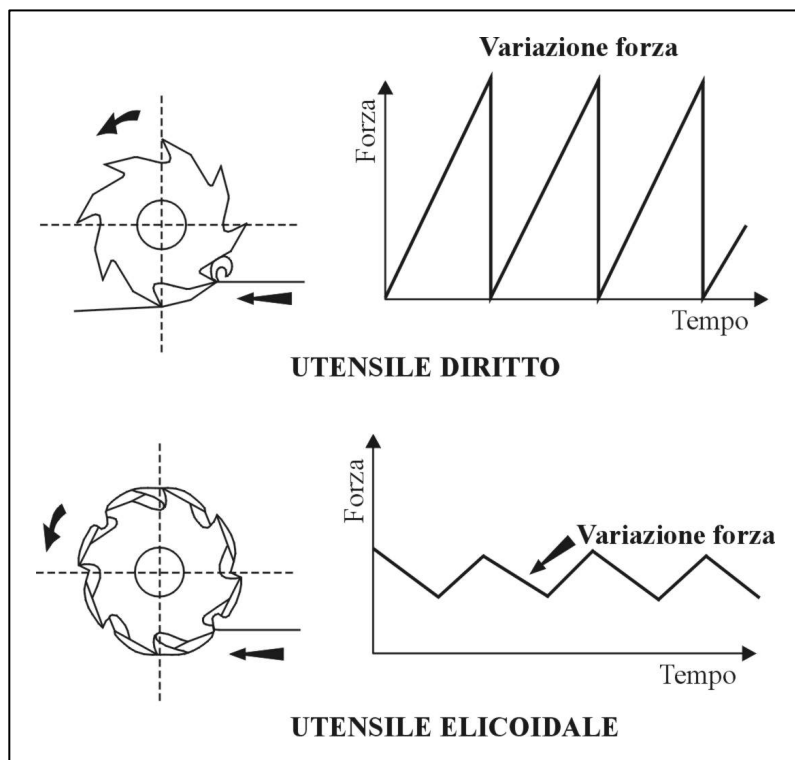 Variazione forza
Forza
Tempo
UTENSILE DIRITTO
Forza
Variazione forza
Tempo
UTENSILE ELICOIDALE